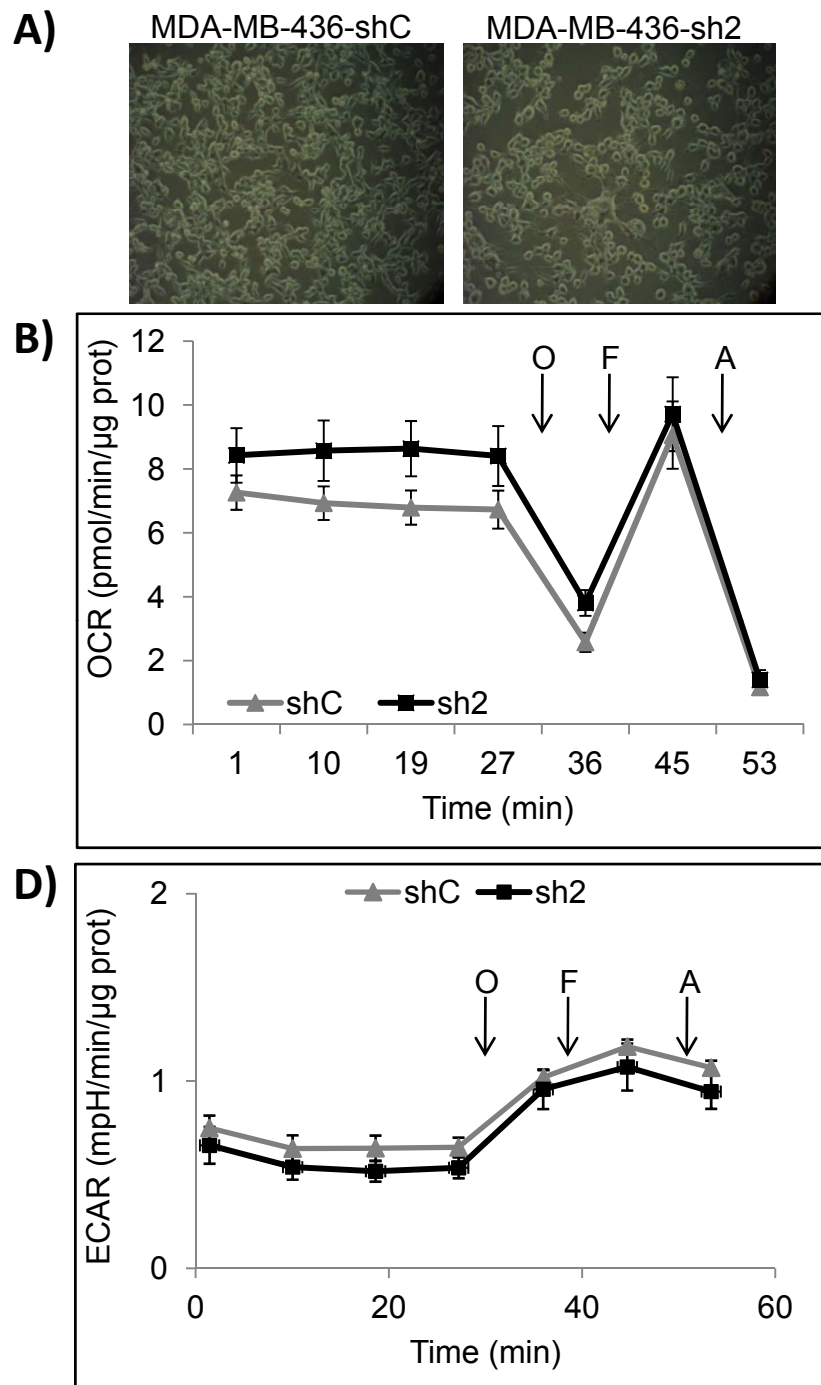 A)
MDA-MB-436-shC
MDA-MB-436-sh2
B)
OCR (pmol/min/µg prot)
12
10
8
6
4
2
0
O
F
A
shC
sh2
1 10 19 27 36 45 53
Time (min)
D)
ECAR (mpH/min/µg prot)
2
1
0
shC
sh2
O
F
A
0 20 40 60
Time (min)